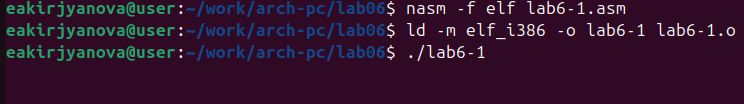 eakirjyanova@user:~/work/arch-pc/lab06$ nasm -f elf lab6-1.asm
eakirjyanova@user:~/work/arch-pc/lab06$ ld -m elf_i386 -o lab6-1 lab6-1.o
eakirjyanova@user:~/work/arch-pc/lab06$ ./lab6-1